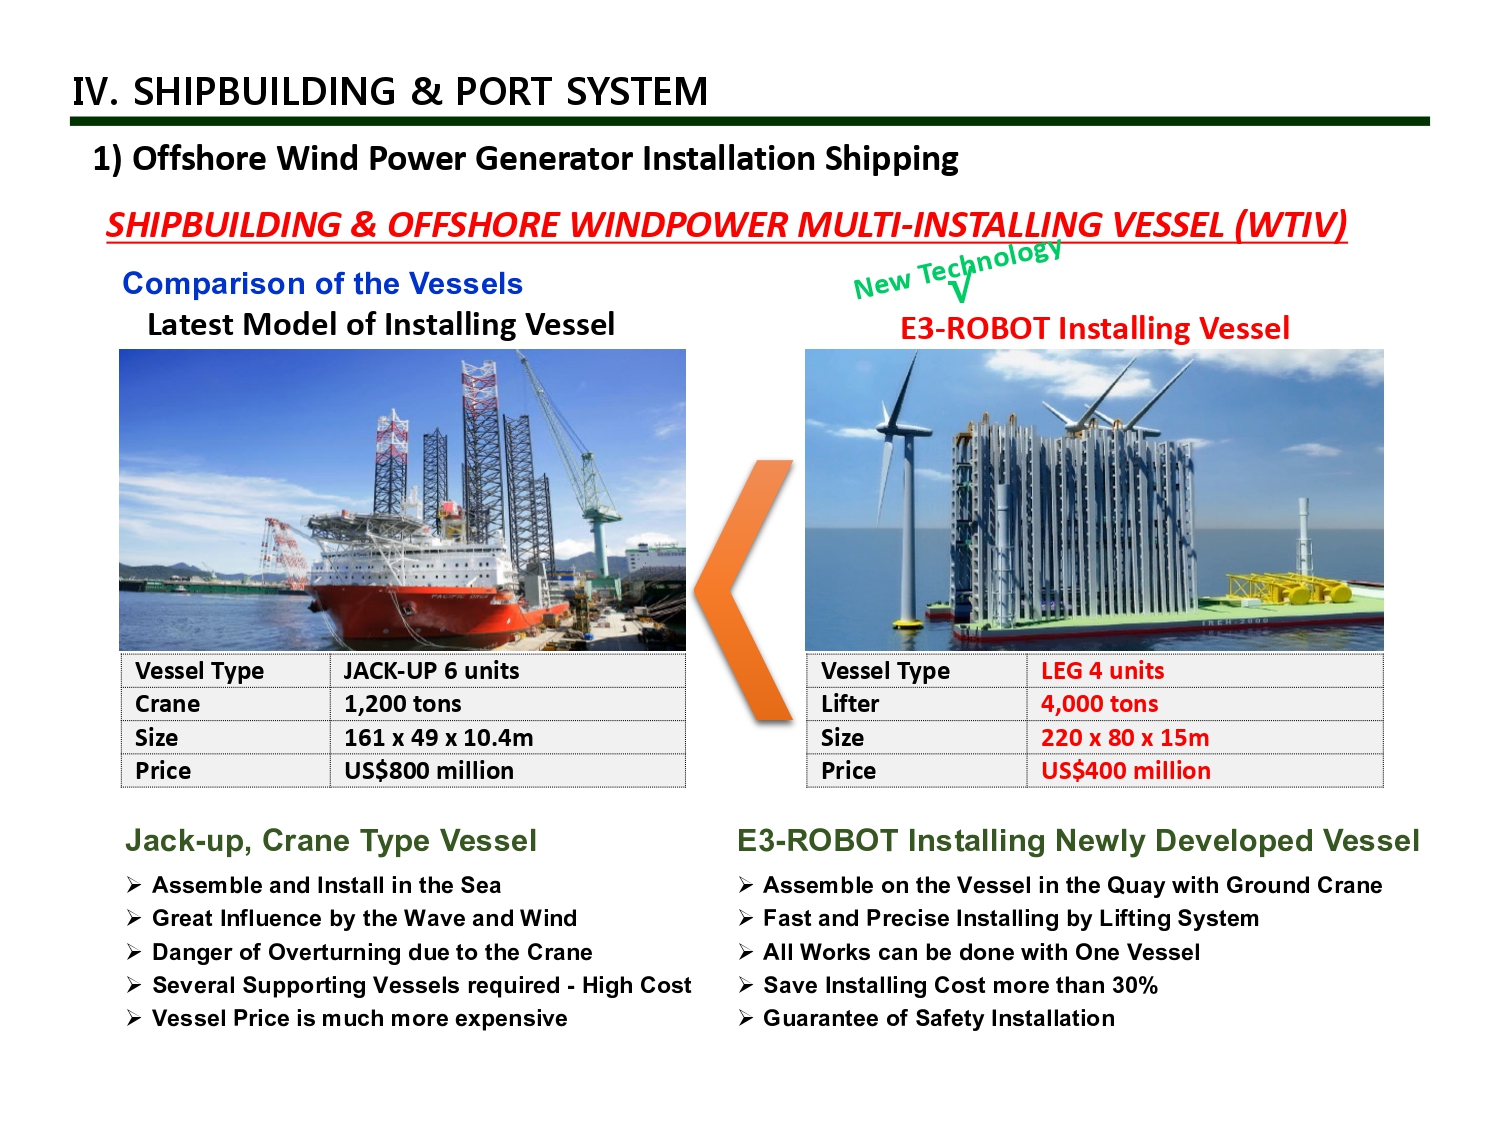 IV. SHIPBUILDING & PORT SYSTEM
1) Offshore Wind Power Generator Installation Shipping
SHIPBUILDING & OFFSHORE WINDPOWER MULTI-INSTALLING VESSEL (WTIV)
Comparison of the Vessels
Latest Model of Installing Vessel
New Technology
√
E3-ROBOT Installing Vessel
PACIFIC ORCA
IREH-2000
Vessel Type JACK-UP 6 units
Crane 1,200 tons
Size 161 x 49 x 10.4m
Price US$800 million
Vessel Type LEG 4 units
Lifter 4,000 tons
Size 220 x 80 x 15m
Price US$400 million
Jack-up, Crane Type Vessel
➢ Assemble and Install in the Sea
➢ Great Influence by the Wave and Wind
➢ Danger of Overturning due to the Crane
➢ Several Supporting Vessels required - High Cost
➢ Vessel Price is much more expensive
E3-ROBOT Installing Newly Developed Vessel
➢ Assemble on the Vessel in the Quay with Ground Crane
➢ Fast and Precise Installing by Lifting System
➢ All Works can be done with One Vessel
➢ Save Installing Cost more than 30%
➢ Guarantee of Safety Installation